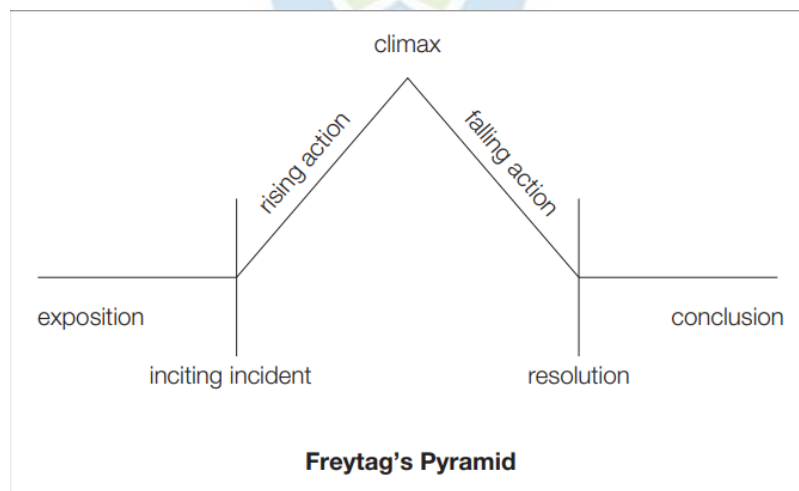 climax
rising action
falling action
exposition
conclusion
inciting incident
resolution
Freytag’s Pyramid